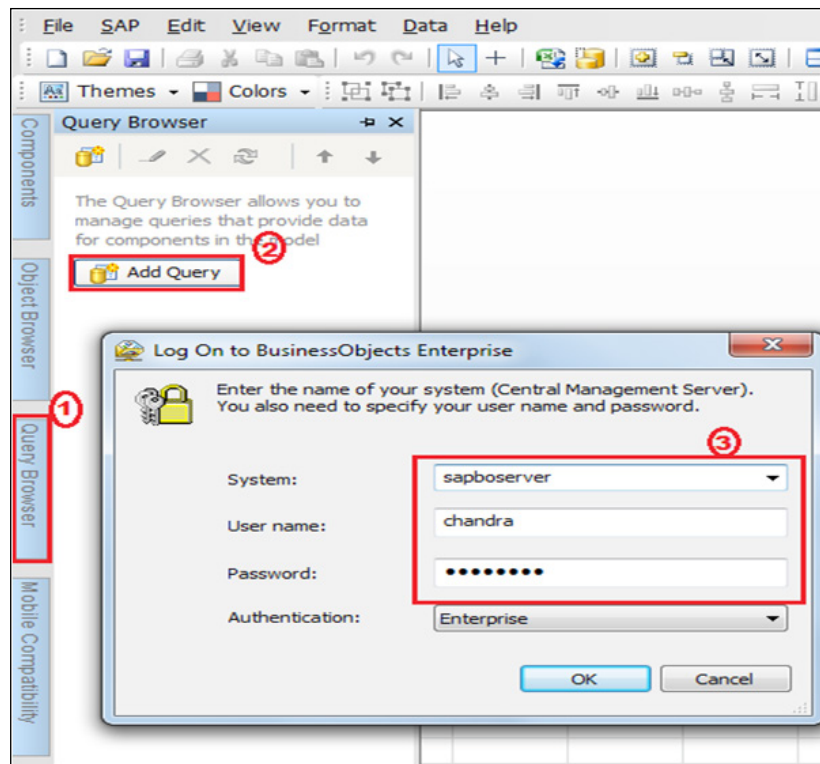 File SAP Edit View Format Data Help
Themes Colors
Components
Query Browser
The Query Browser allows you to
manage queries that provide data
for components in the model
2
Add Query
Object Browser
Log On to BusinessObjects Enterprise
Enter the name of your system (Central Management Server).
You also need to specify your user name and password.
1
Query Browser
3
System: sapboserver
User name: chandra
Password: ••••••••
Authentication: Enterprise
Mobile Compatibility
OK Cancel